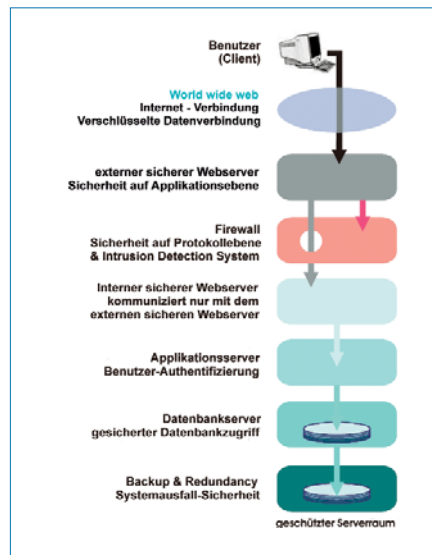 Benutzer
(Client)
World wide web
Internet - Verbindung
Verschlüsselte Datenverbindung
externer sicherer Webserver
Sicherheit auf Applikationsebene
Firewall
Sicherheit auf Protokollebene
& Intrusion Detection System
Interner sicherer Webserver
kommuniziert nur mit dem
externen sicheren Webserver
Applikationsserver
Benutzer-Authentifizierung
Datenbankserver
gesicherter Datenbankzugriff
Backup & Redundancy
Systemausfall-Sicherheit
geschützter Serverraum